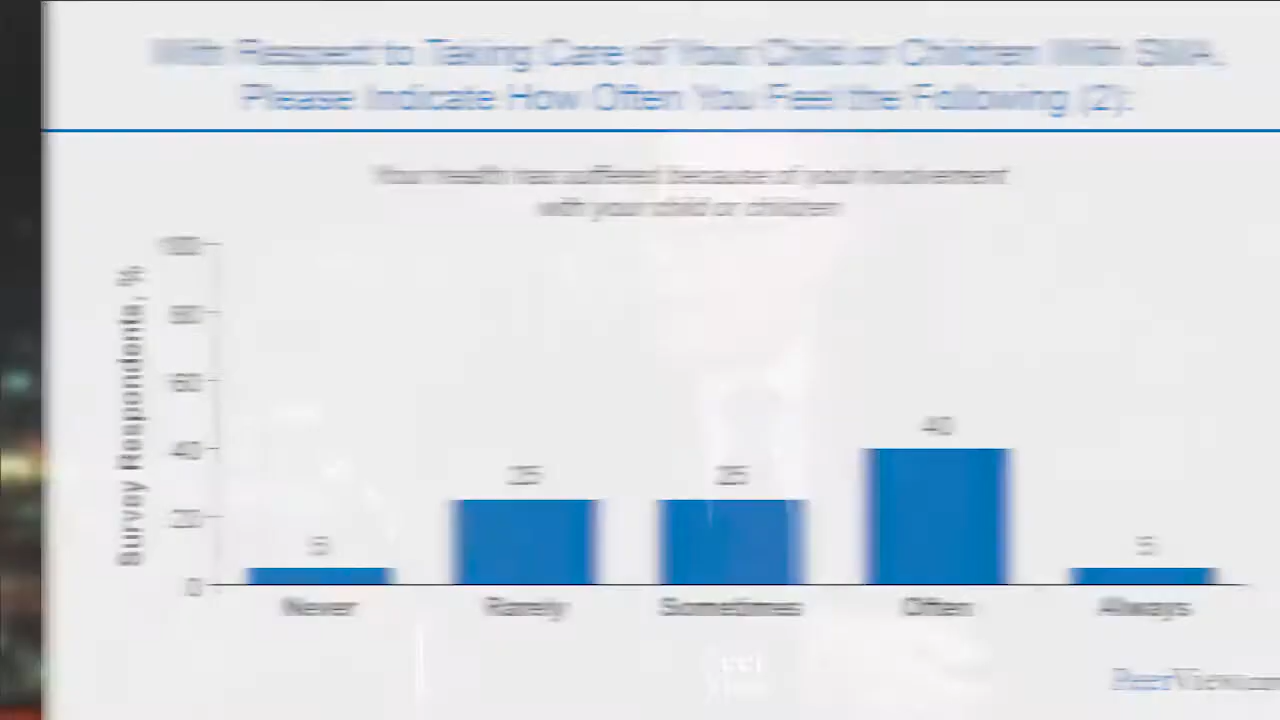 With Respect to Taking Care of Your Child or Children With SMA,
Please Indicate How Often You Feel the Following (2):
Your health has suffered because of your involvement
with your child or children
Survey Respondents, %
100
80
60
40
20
0
5
25
25
40
5
Never
Rarely
Sometimes
Often
Always
PeerView.com